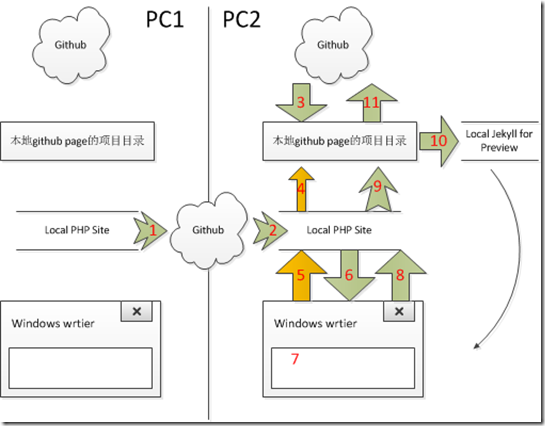 PC1
PC2
Github
Github
3
11
本地github page的项目目录
本地github page的项目目录
10
Local Jekyll for
Preview
4
9
Local PHP Site
1
Github
2
Local PHP Site
5
6
8
Windows wrtier
Windows wrtier
7